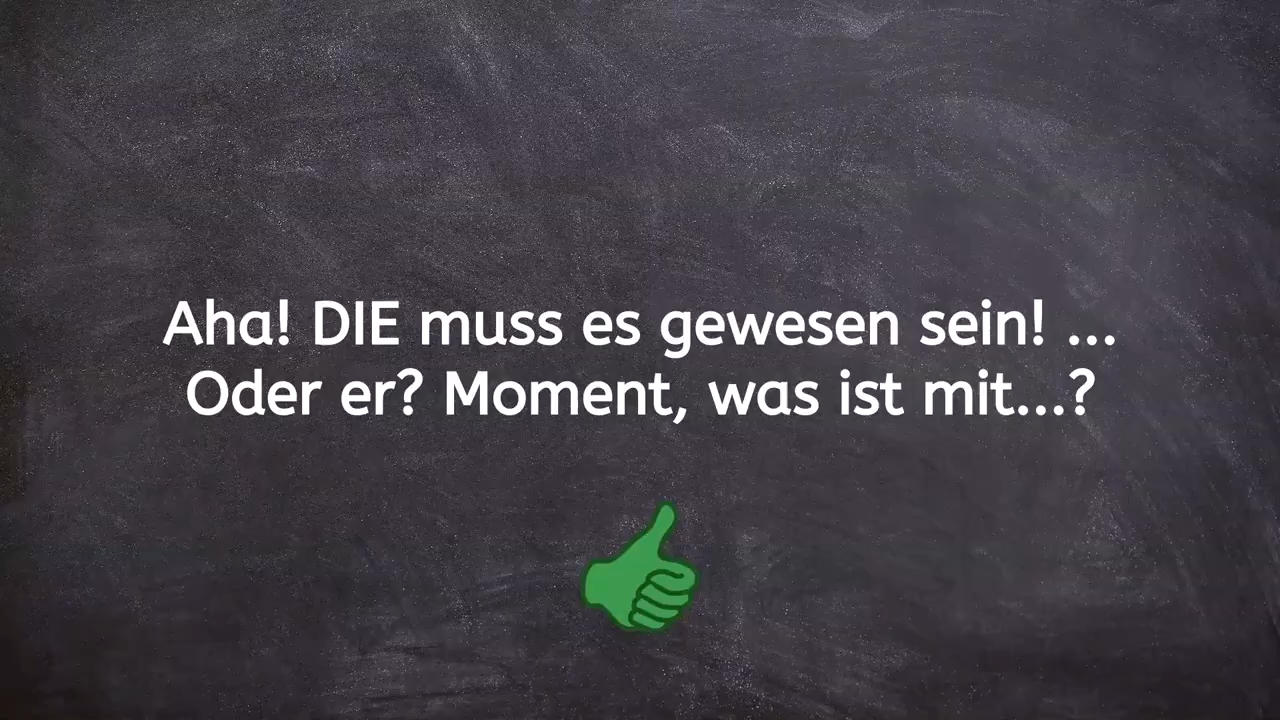 Aha! DIE muss es gewesen sein! ...
Oder er? Moment, was ist mit...?